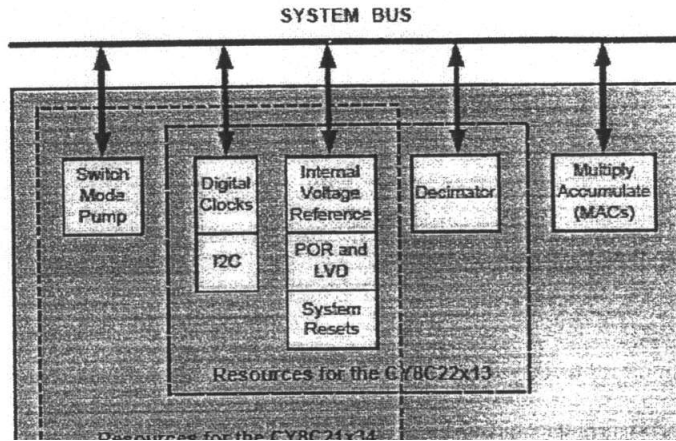 SYSTEM BUS
Switch
Mode
Pump
Digital
Clocks
I2C
Internal
Voltage
Reference
POR and
LVD
System
Resets
Decimator
Multiply
Accumulate
(MACs)
Resources for the CY8C22x13
Resources for the CY8C21x34